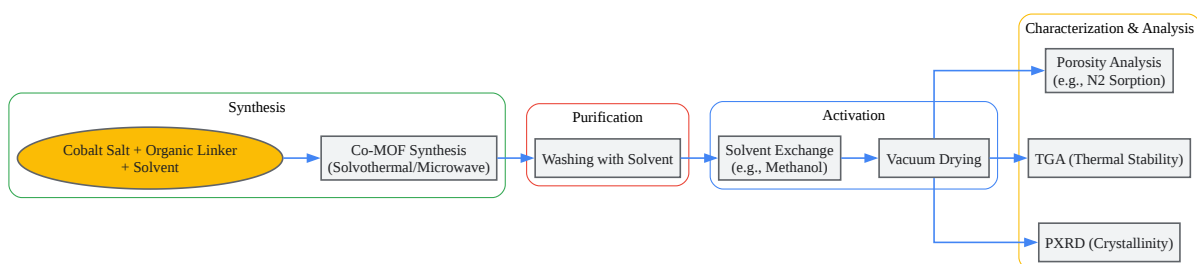 Synthesis
Cobalt Salt + Organic Linker
+ Solvent
Co-MOF Synthesis
(Solvothermal/Microwave)
Purification
Washing with Solvent
Activation
Solvent Exchange
(e.g., Methanol)
Vacuum Drying
Characterization & Analysis
Porosity Analysis
(e.g., N2 Sorption)
TGA (Thermal Stability)
PXRD (Crystallinity)